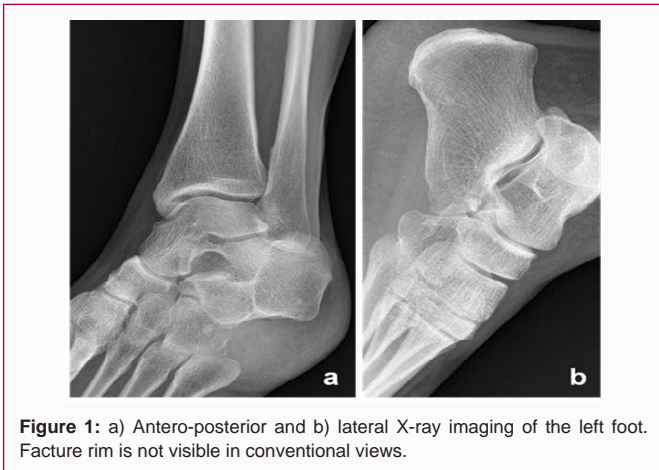 a
b
Figure 1: a) Antero-posterior and b) lateral X-ray imaging of the left foot.
Facture rim is not visible in conventional views.